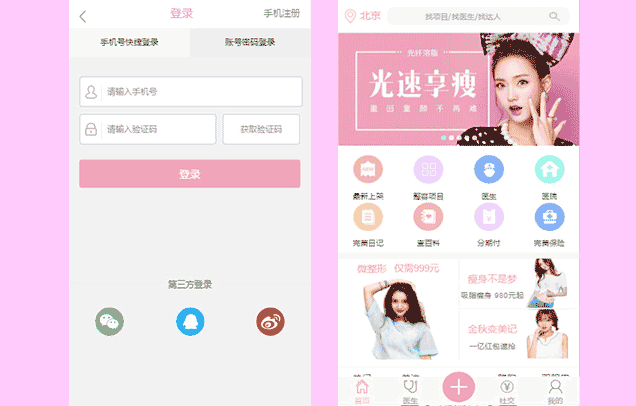 登录
手机注册
手机号快捷登录
账号密码登录
请输入手机号
请输入验证码
获取验证码
登录
第三方登录
北京
找项目/找医生/找达人
光纤溶脂
光速享瘦
重回童颜不再难
最新上架
整容项目
医生
医院
完美日记
查百科
分期付
完美保险
微整形
仅需999元
瘦身不是梦
吸脂瘦身 980元起
金秋变美记
一亿红包速抢
首页
医生
社交
我的